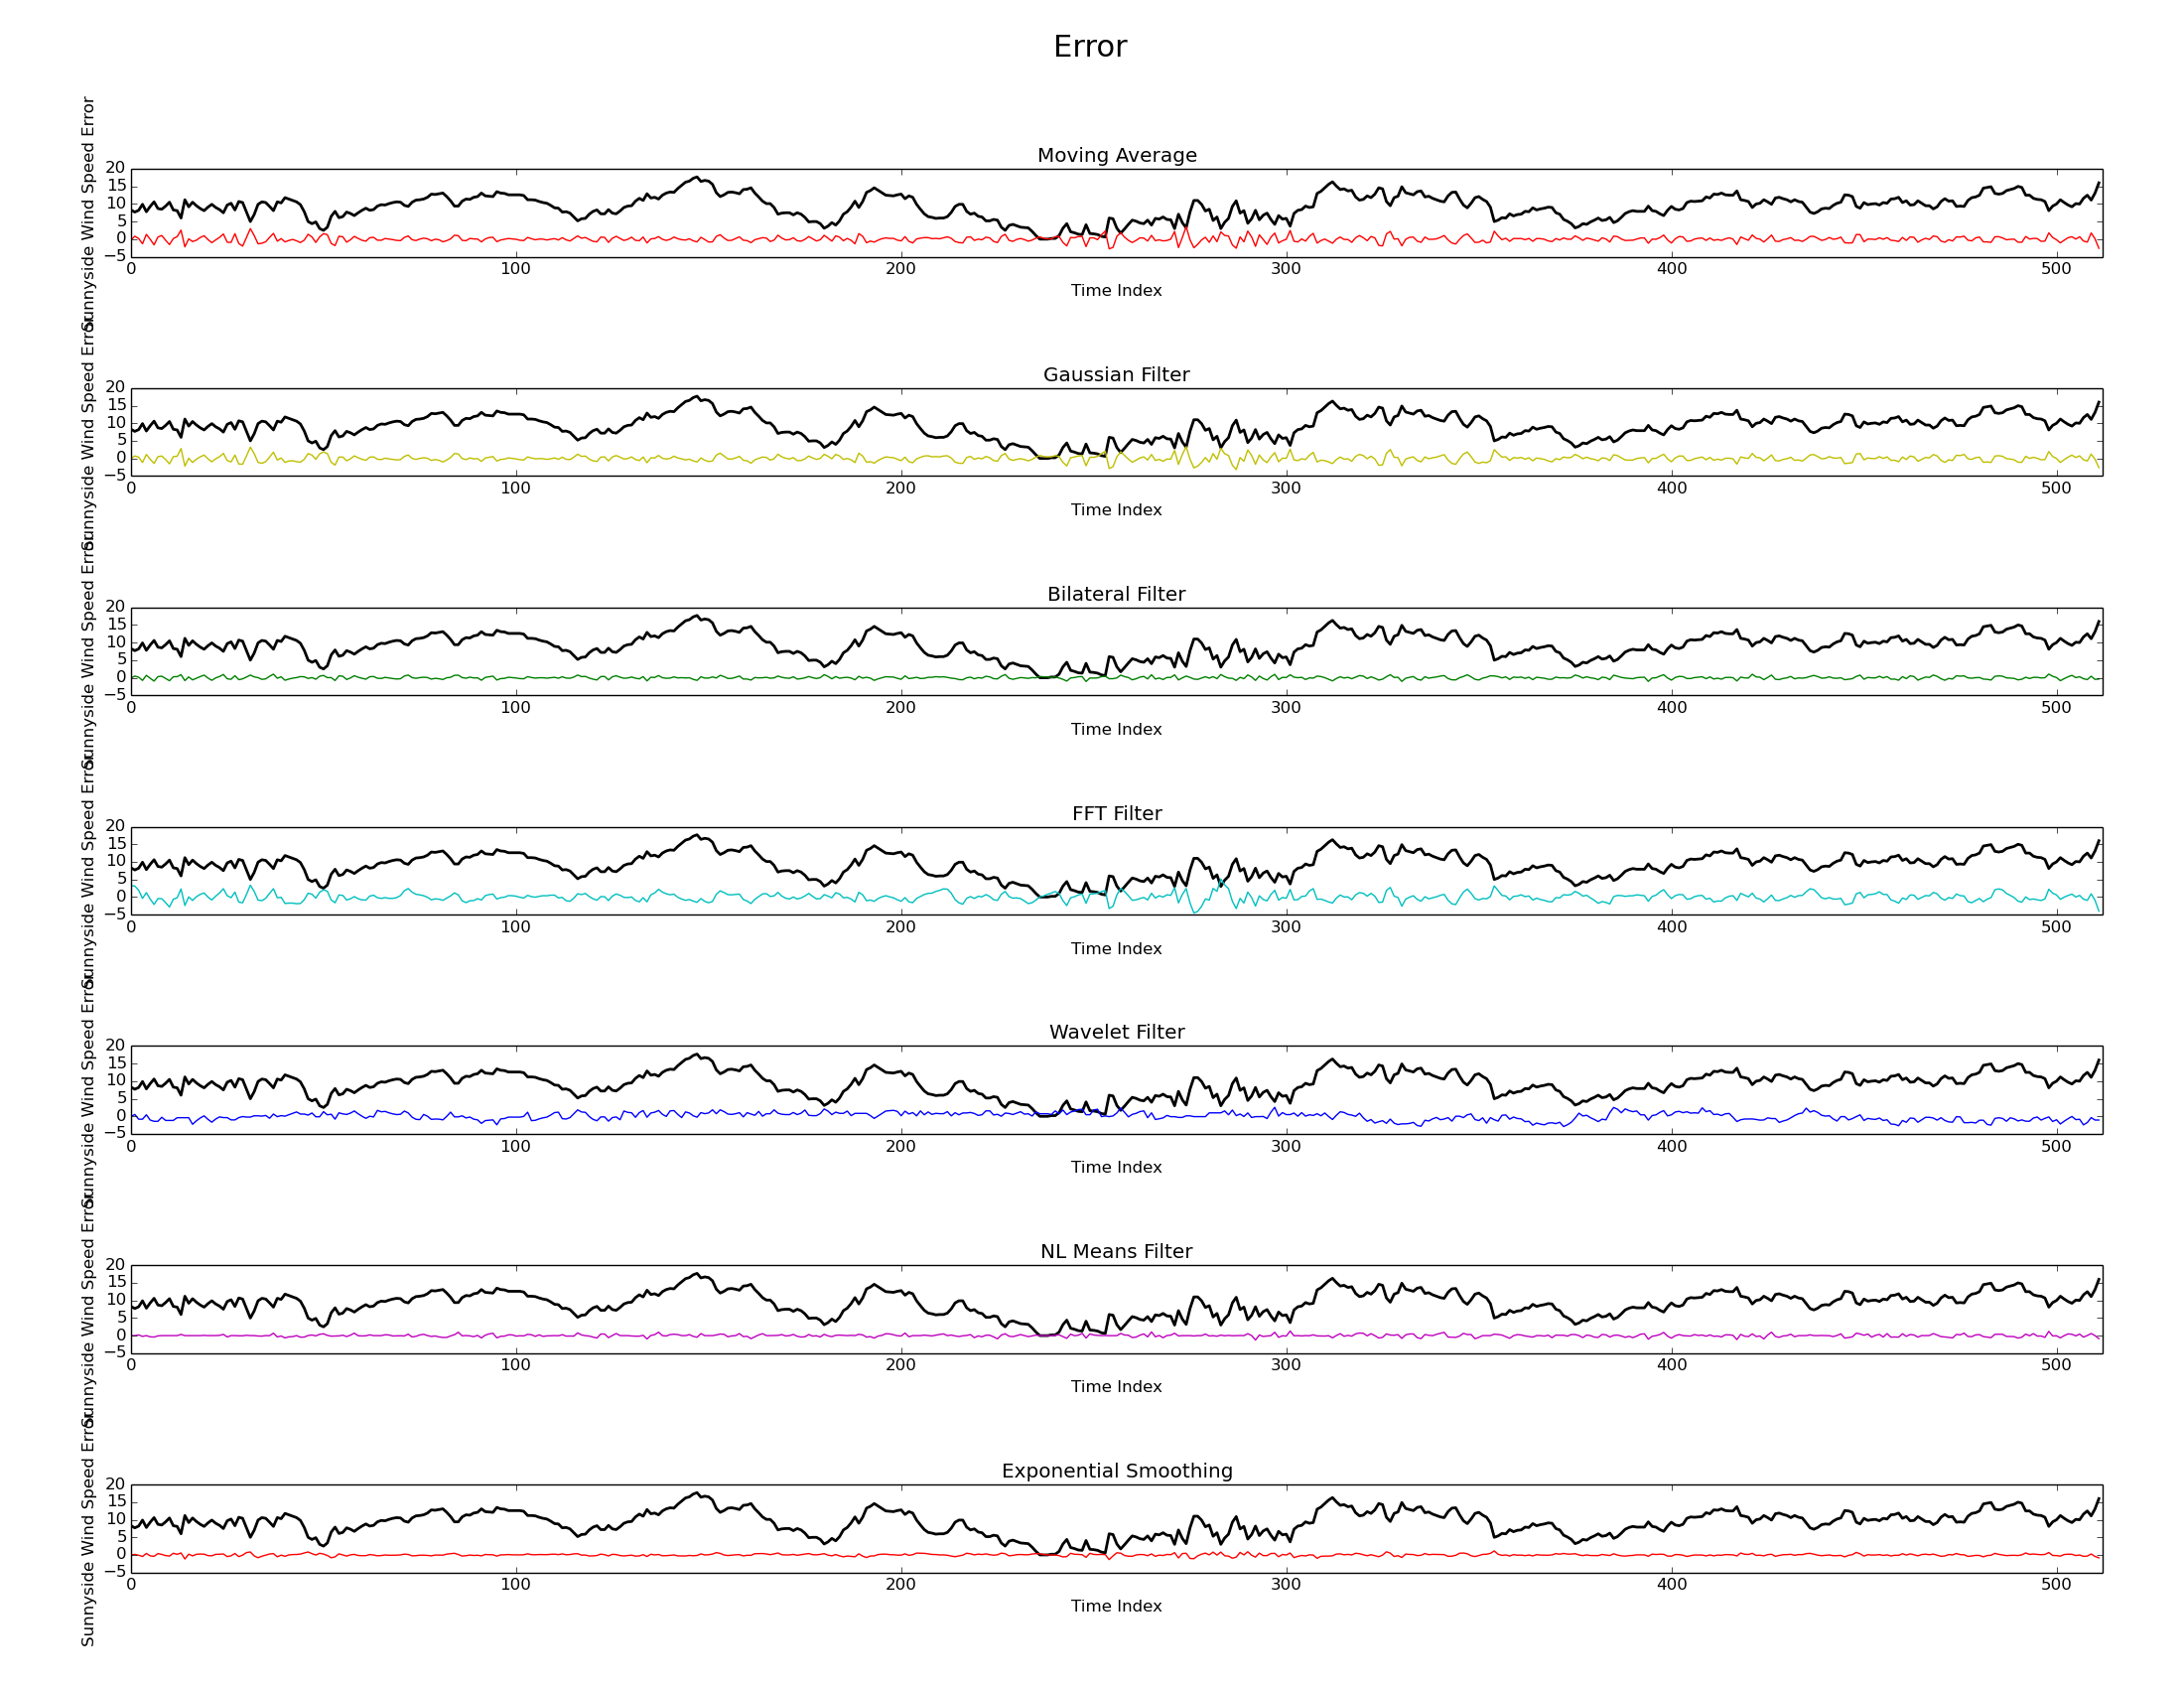 Error
Moving Average
Sunnyside Wind Speed Error
20
15
10
5
0
−5
0 100 200 300 400 500
Time Index
Gaussian Filter
Sunnyside Wind Speed Error
20
15
10
5
0
−5
0 100 200 300 400 500
Time Index
Bilateral Filter
Sunnyside Wind Speed Error
20
15
10
5
0
−5
0 100 200 300 400 500
Time Index
FFT Filter
Sunnyside Wind Speed Error
20
15
10
5
0
−5
0 100 200 300 400 500
Time Index
Wavelet Filter
Sunnyside Wind Speed Error
20
15
10
5
0
−5
0 100 200 300 400 500
Time Index
NL Means Filter
Sunnyside Wind Speed Error
20
15
10
5
0
−5
0 100 200 300 400 500
Time Index
Exponential Smoothing
Sunnyside Wind Speed Error
20
15
10
5
0
−5
0 100 200 300 400 500
Time Index